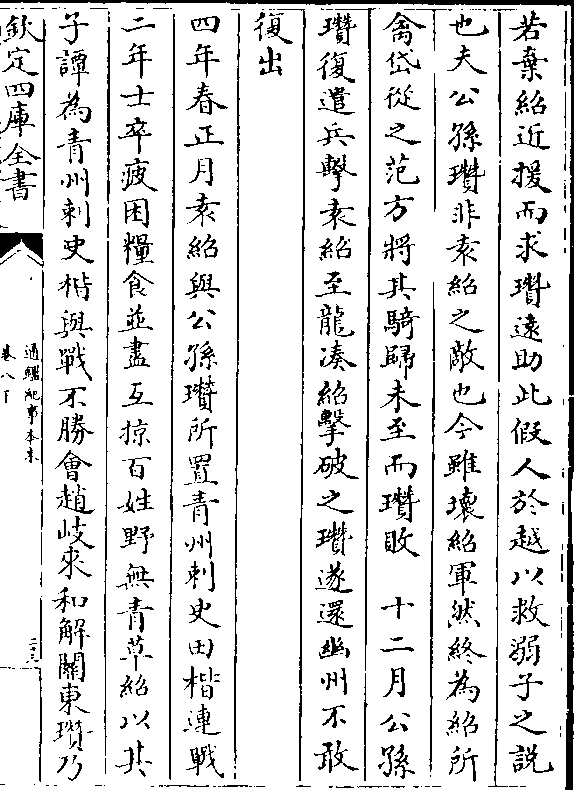 若棄紹近援而求瓚遠助此假人於越以救溺子之說
也夫公孫瓚非袁紹之敵也今雖壞紹軍然終為紹所
禽岱從之范方將其騎歸未至而瓚敗　十二月公孫
瓚復遣兵擊袁紹至龍凑紹擊破之瓚遂還幽州不敢
復出
四年春正月袁紹與公孫瓚所置青州刺史田楷連戰
二年士卒疲困糧食並盡互掠百姓野無青草紹以其
子譚為青州刺史楷與戰不勝會趙岐來和解關東瓚乃
欽定四庫全書
通鑑紀事本末
卷八下
二十三